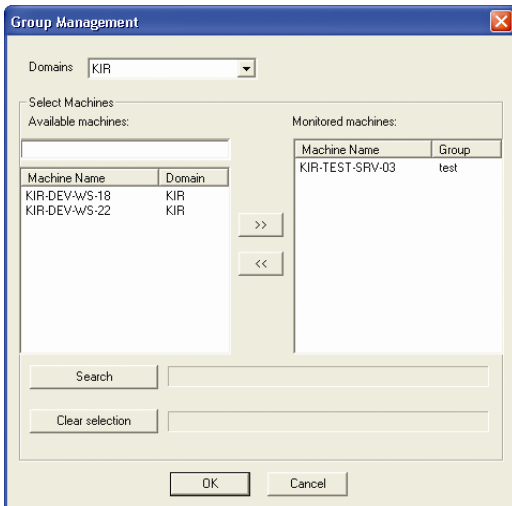 Group Management
Domains KIR
Select Machines
Available machines:
Monitored machines:
Machine Name Domain
KIR-DEV-WS-18 KIR
KIR-DEV-WS-22 KIR
Machine Name Group
KIR-TEST-SRV-03 test
>>
<<
Search
Clear selection
OK Cancel